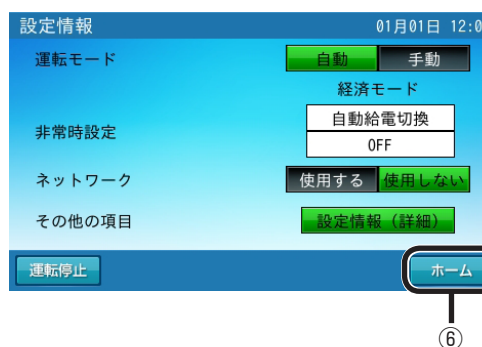 設定情報 01月01日 12:0
運転モード 自動 手動
経済モード
非常時設定 自動給電切換
OFF
ネットワーク 使用する 使用しない
その他の項目 設定情報（詳細）
運転停止 ホーム
⑥